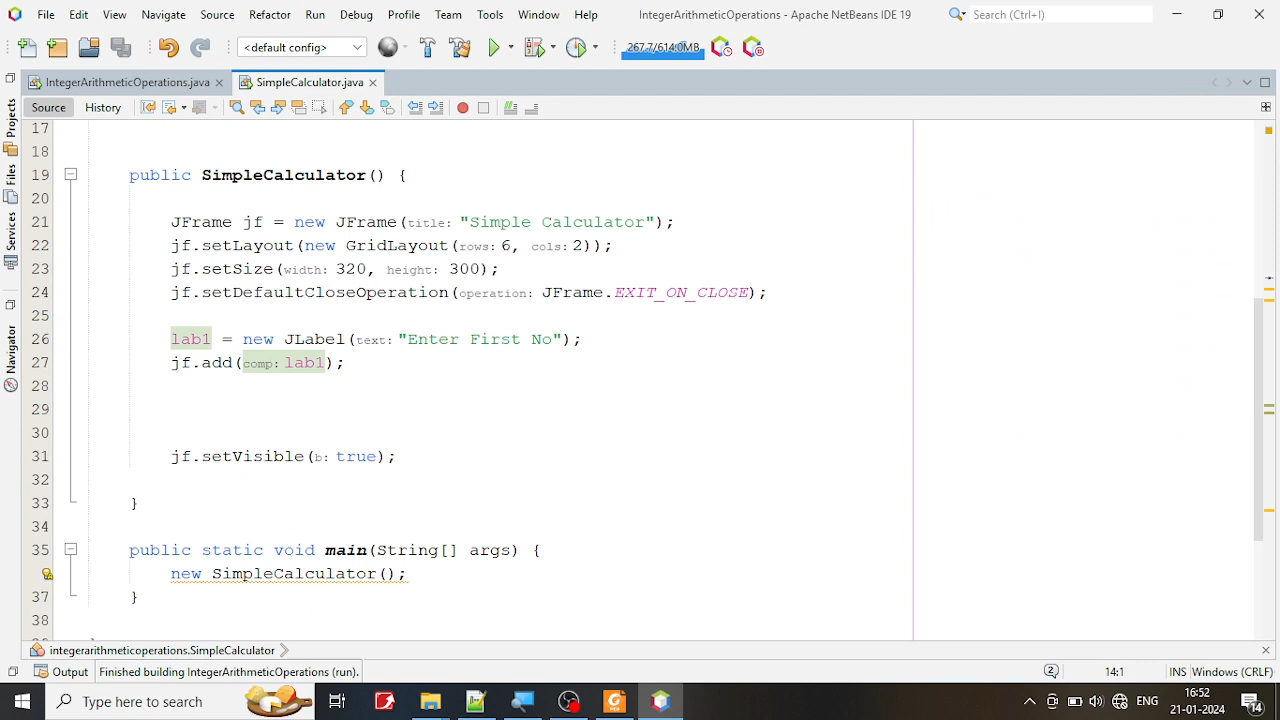 File Edit View Navigate Source Refactor Run Debug Profile Team Tools Window Help IntegerArithmeticOperations - Apache NetBeans IDE 19 Search (Ctrl+I)
<default config> 267.7/614.0MB
IntegerArithmeticOperations.java SimpleCalculator.java
Source History
Projects
Files
Services
Navigator
17
18
19 public SimpleCalculator() {
20
21 JFrame jf = new JFrame(title: "Simple Calculator");
22 jf.setLayout(new GridLayout(rows: 6, cols: 2));
23 jf.setSize(width: 320, height: 300);
24 jf.setDefaultCloseOperation(operation: JFrame.EXIT_ON_CLOSE);
25
26 lab1 = new JLabel(text: "Enter First No");
27 jf.add(comp: lab1);
28
29
30
31 jf.setVisible(b: true);
32
33 }
34
35 public static void main(String[] args) {
new SimpleCalculator();
37 }
38
integerarithmeticoperations.SimpleCalculator
Output Finished building IntegerArithmeticOperations (run). 2 14:1 INS Windows (CRLF)
Type here to search ENG 16:52
21-01-2024 14